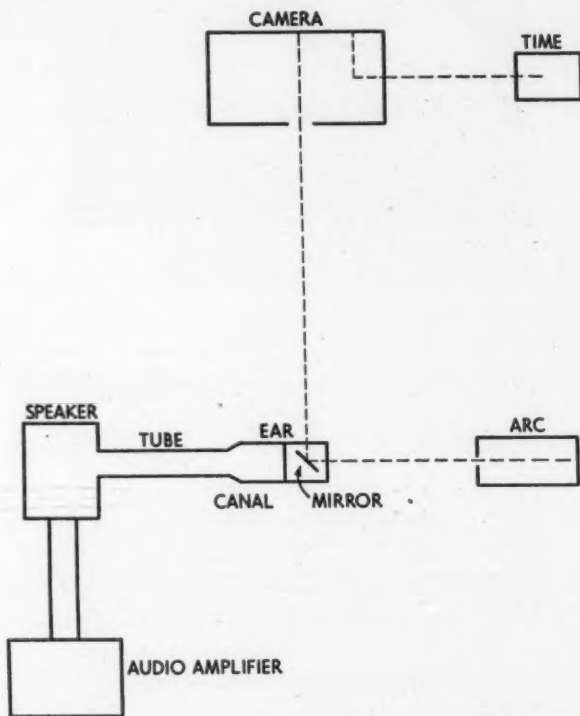 CAMERA
TIME
SPEAKER
TUBE
EAR
ARC
CANAL
MIRROR
AUDIO AMPLIFIER